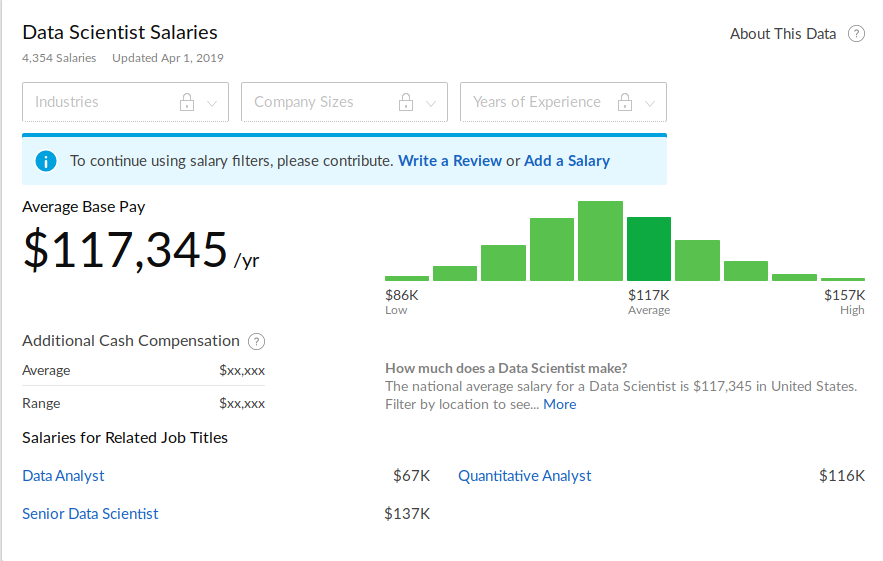 Data Scientist Salaries
About This Data ?
4,354 Salaries Updated Apr 1, 2019
Industries
Company Sizes
Years of Experience
i To continue using salary filters, please contribute. Write a Review or Add a Salary
Average Base Pay
$117,345 /yr
$86K
Low
$117K
Average
$157K
High
Additional Cash Compensation ?
Average $xx,xxx
Range $xx,xxx
How much does a Data Scientist make?
The national average salary for a Data Scientist is $117,345 in United States.
Filter by location to see... More
Salaries for Related Job Titles
Data Analyst $67K
Quantitative Analyst $116K
Senior Data Scientist $137K